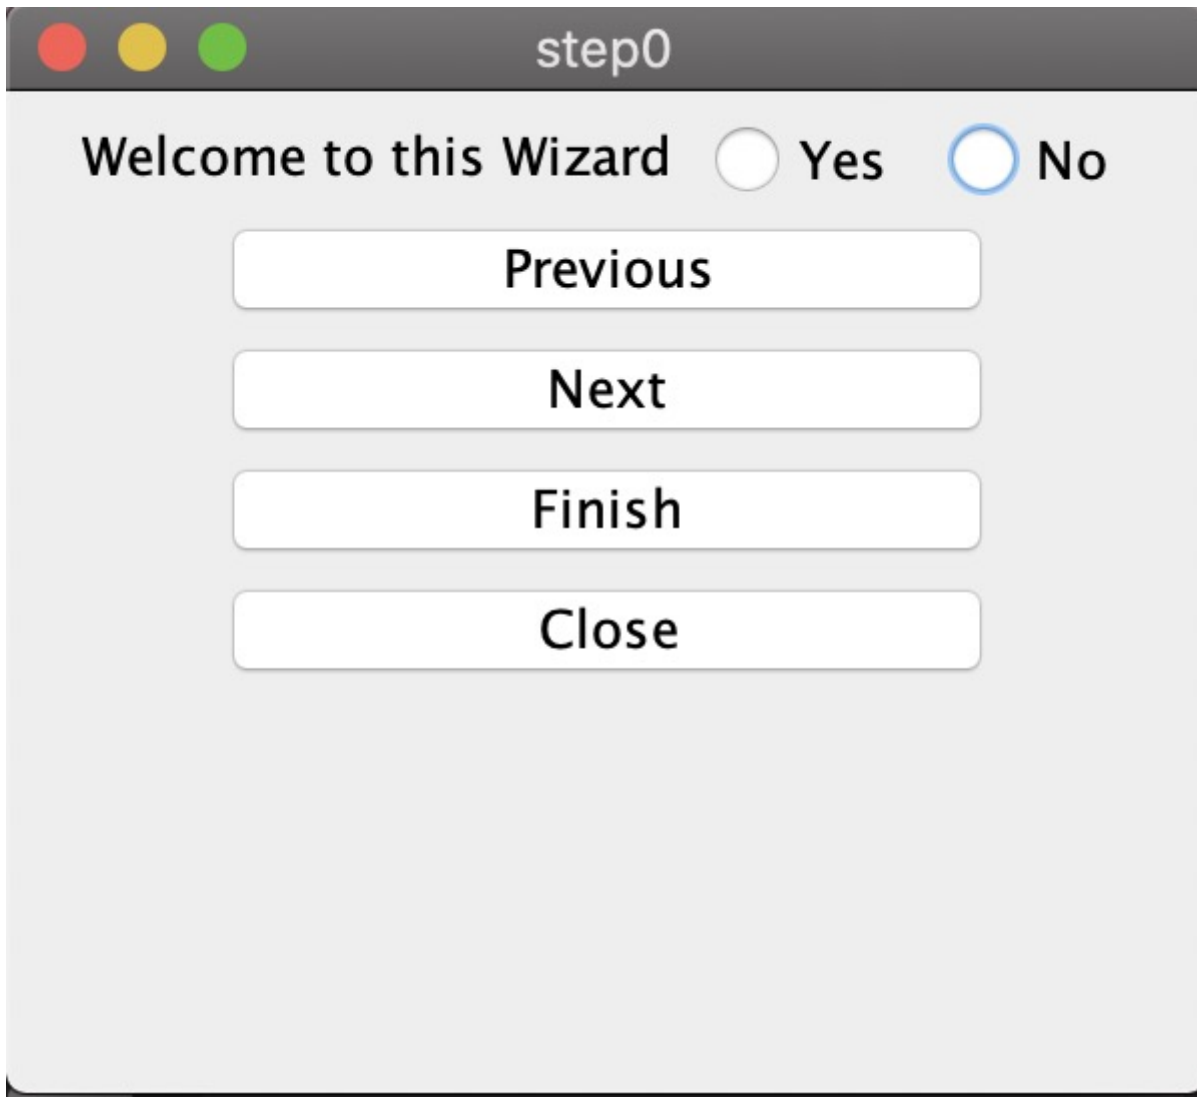 step0
Welcome to this Wizard Yes No
Previous
Next
Finish
Close